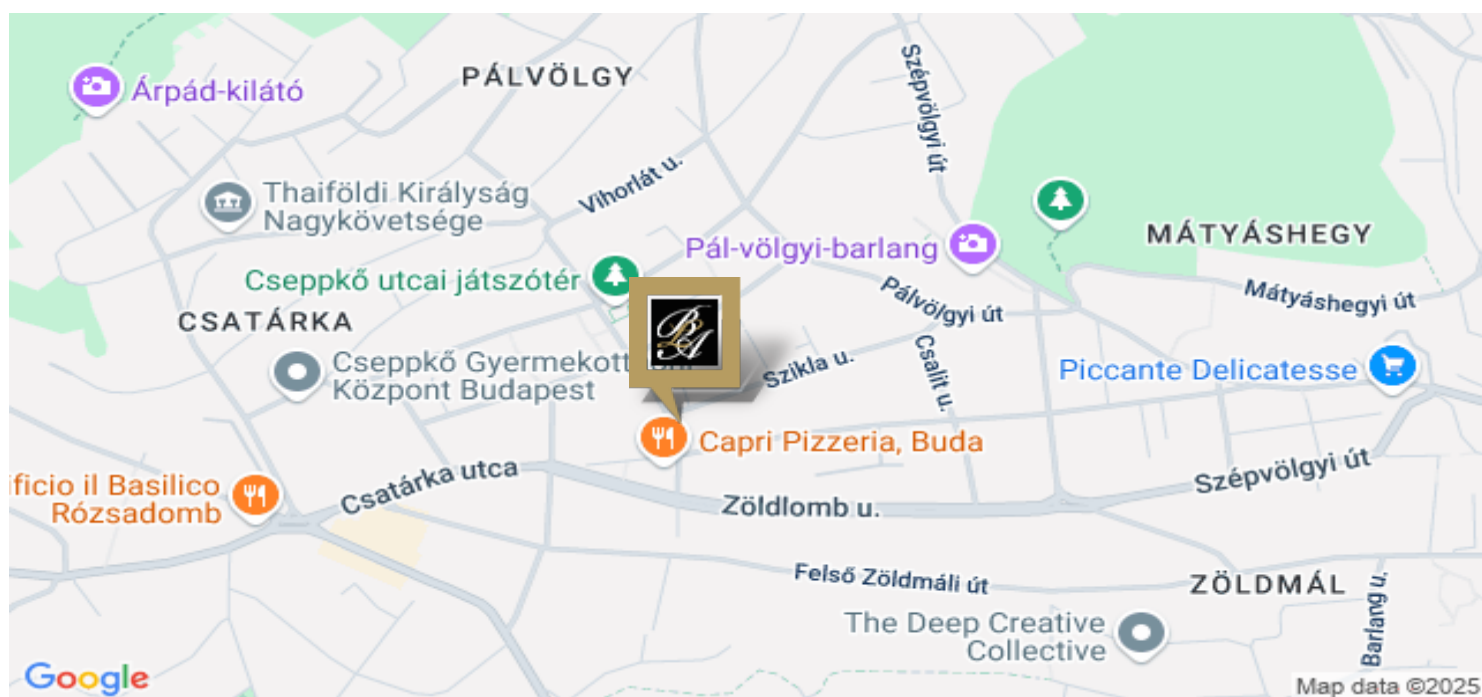 PÁLVÖLGY
Árpád-kilátó
Szépvölgyi út
Vihorlát u.
Thaiföldi Királyság
Nagykövetsége
MÁTYÁSHEGY
Pál-völgyi-barlang
Cseppkő utcai játszótér
Pálvölgyi út
Mátyáshegyi út
CSATÁRKA
BLA
Cseppkő Gyermekott
Központ Budapest
Szikla u.
Csalit u.
Piccante Delicatesse
Capri Pizzeria, Buda
Csatárka utca
Szépvölgyi út
ificio il Basilico
Rózsadomb
Zöldlomb u.
Felső Zöldmáli út
ZÖLDMÁL
Barlang u.
The Deep Creative
Collective
Google
Map data ©2025